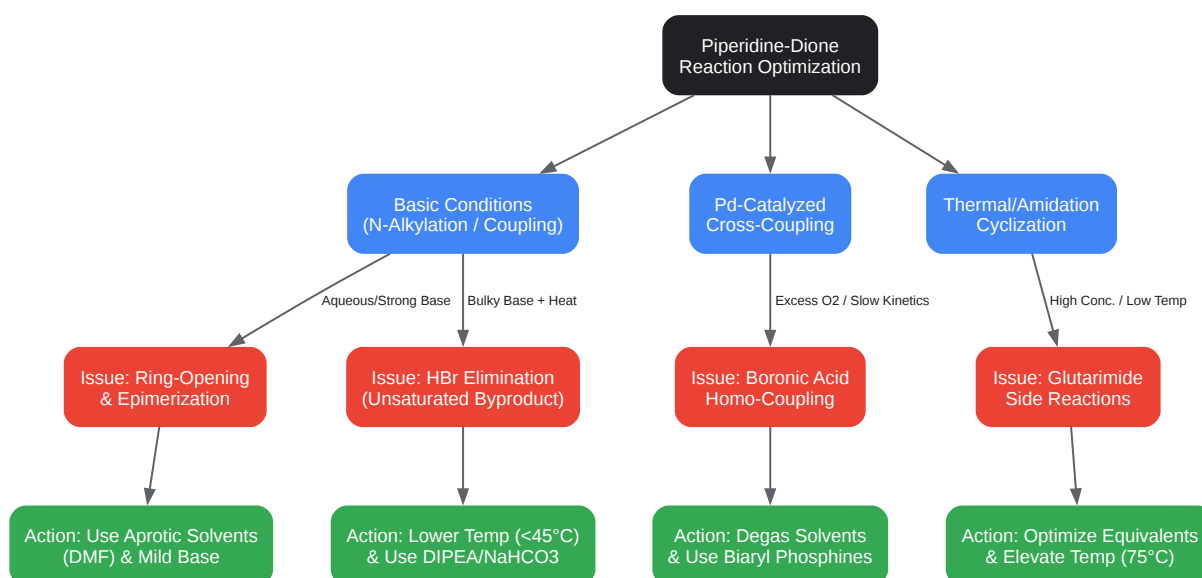 Piperidine-Dione
Reaction Optimization
Basic Conditions
(N-Alkylation / Coupling)
Pd-Catalyzed
Cross-Coupling
Thermal/Amidation
Cyclization
Aqueous/Strong Base
Bulky Base + Heat
Excess O2 / Slow Kinetics
High Conc. / Low Temp
Issue: Ring-Opening
& Epimerization
Issue: HBr Elimination
(Unsaturated Byproduct)
Issue: Boronic Acid
Homo-Coupling
Issue: Glutarimide
Side Reactions
Action: Use Aprotic Solvents
(DMF) & Mild Base
Action: Lower Temp (<45°C)
& Use DIPEA/NaHCO3
Action: Degas Solvents
& Use Biaryl Phosphines
Action: Optimize Equivalents
& Elevate Temp (75°C)